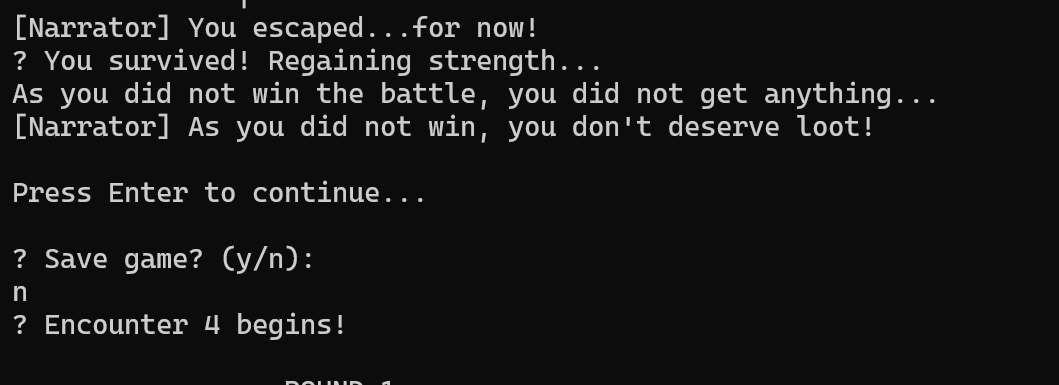 [Narrator] You escaped...for now!
? You survived! Regaining strength...
As you did not win the battle, you did not get anything...
[Narrator] As you did not win, you don't deserve loot!
Press Enter to continue...
? Save game? (y/n):
n
? Encounter 4 begins!
ROUND 1